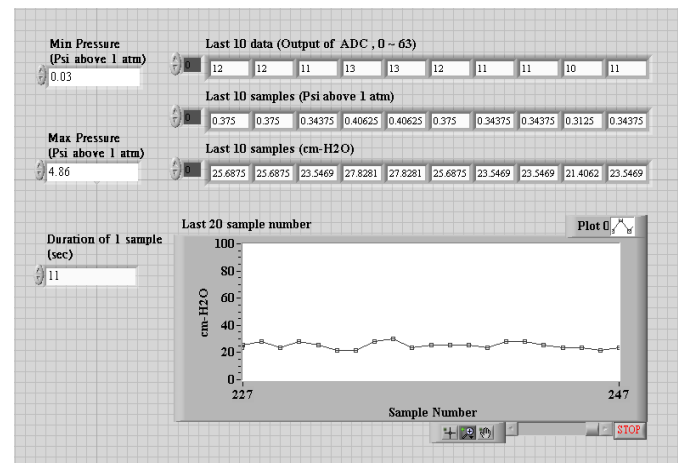 Min Pressure
(Psi above 1 atm)
0.03
Last 10 data (Output of ADC , 0 ~ 63)
0 12 12 11 13 13 12 11 11 10 11
Last 10 samples (Psi above 1 atm)
0 0.375 0.375 0.34375 0.40625 0.40625 0.375 0.34375 0.34375 0.3125 0.34375
Max Pressure
(Psi above 1 atm)
4.86
Last 10 samples (cm-H2O)
0 25.6875 25.6875 23.5469 27.8281 27.8281 25.6875 23.5469 23.5469 21.4062 23.5469
Duration of 1 sample
(sec)
11
Last 20 sample number
Plot 0
cm-H2O
100
80
60
40
20
0
227 247
Sample Number
STOP